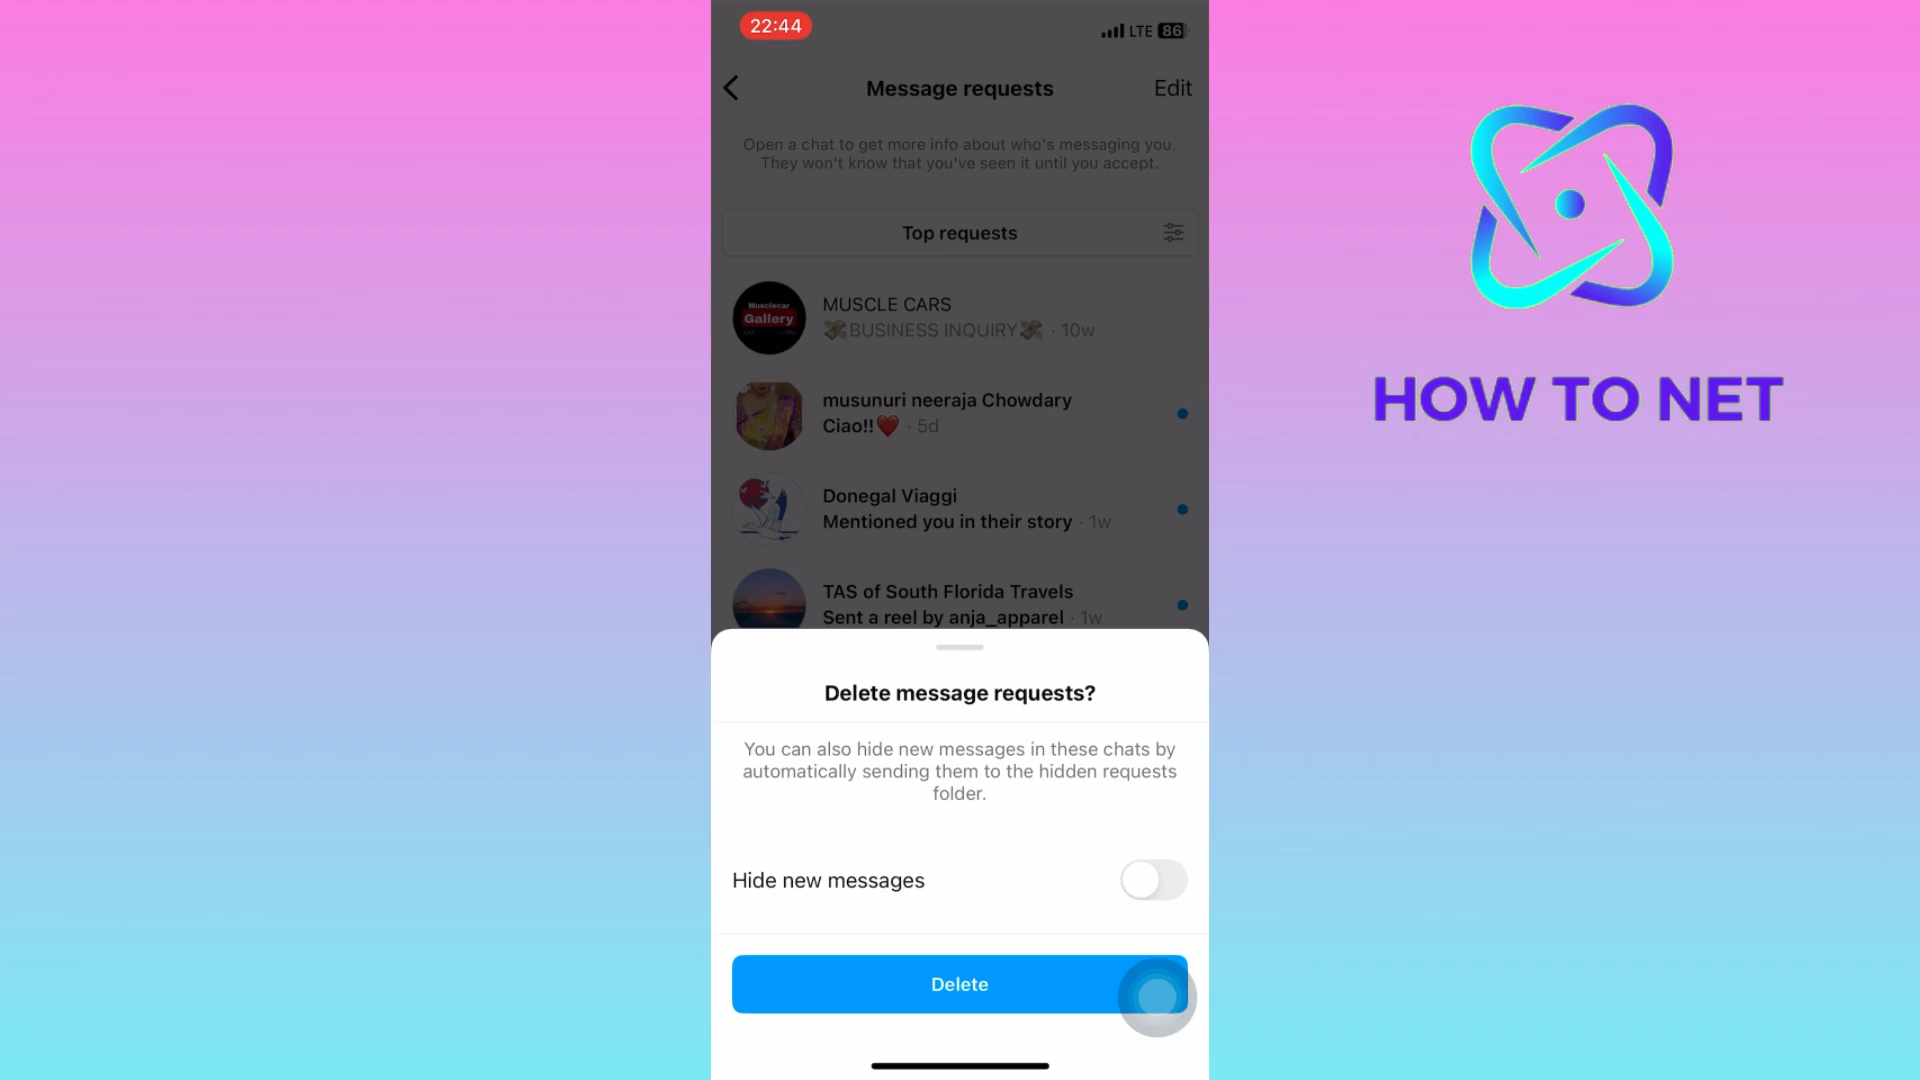 22:44
LTE 86
Message requests
Edit
Open a chat to get more info about who's messaging you.
They won't know that you've seen it until you accept.
Top requests
Musclecar
Gallery
MUSCLE CARS
💸BUSINESS INQUIRY💸 · 10w
musunuri neeraja Chowdary
Ciao!!❤️ · 5d
Donegal Viaggi
Mentioned you in their story · 1w
TAS of South Florida Travels
Sent a reel by anja_apparel · 1w
Delete message requests?
You can also hide new messages in these chats by
automatically sending them to the hidden requests
folder.
Hide new messages
Delete
HOW TO NET